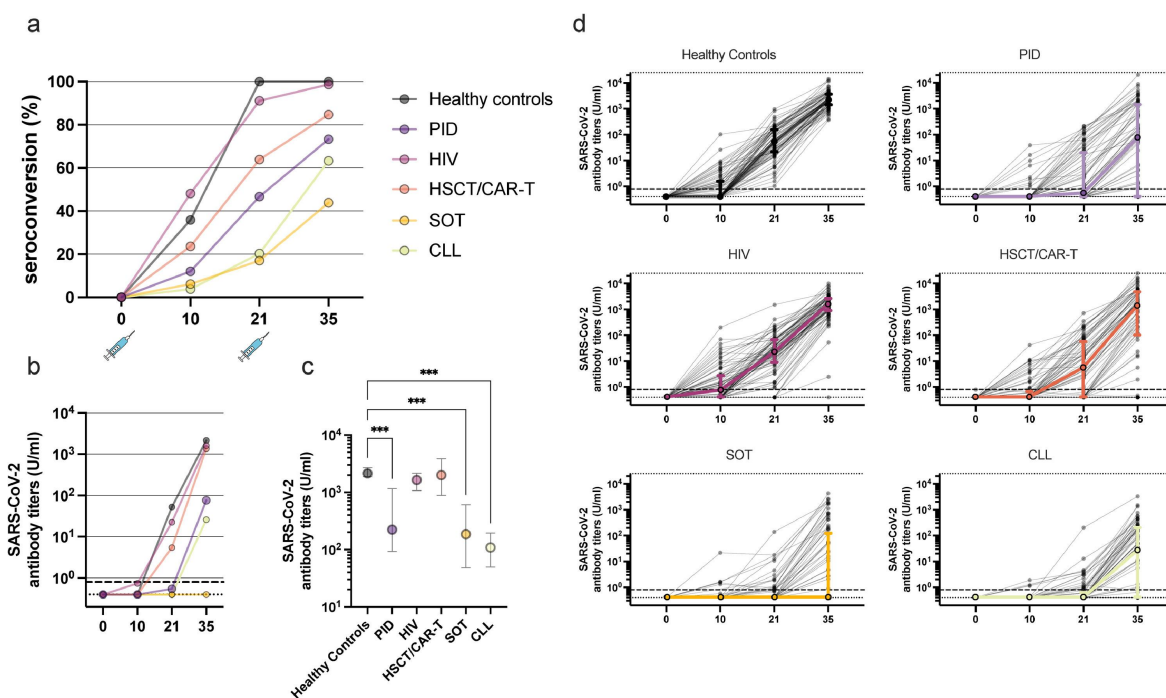 a
seroconversion (%)
100
80
60
40
20
0
0 10 21 35
Healthy controls
PID
HIV
HSCT/CAR-T
SOT
CLL
b
SARS-CoV-2
antibody titers (U/ml)
10⁴
10³
10²
10¹
10⁰
0 10 21 35
c
***
***
***
SARS-CoV-2
antibody titers (U/ml)
10⁴
10³
10²
10¹
Healthy Controls
PID
HIV
HSCT/CAR-T
SOT
CLL
d
Healthy Controls
SARS-CoV-2
antibody titers (U/ml)
10⁴
10³
10²
10¹
10⁰
0 10 21 35
PID
SARS-CoV-2
antibody titers (U/ml)
10⁴
10³
10²
10¹
10⁰
0 10 21 35
HIV
SARS-CoV-2
antibody titers (U/ml)
10⁴
10³
10²
10¹
10⁰
0 10 21 35
HSCT/CAR-T
SARS-CoV-2
antibody titers (U/ml)
10⁴
10³
10²
10¹
10⁰
0 10 21 35
SOT
SARS-CoV-2
antibody titers (U/ml)
10⁴
10³
10²
10¹
10⁰
0 10 21 35
CLL
SARS-CoV-2
antibody titers (U/ml)
10⁴
10³
10²
10¹
10⁰
0 10 21 35